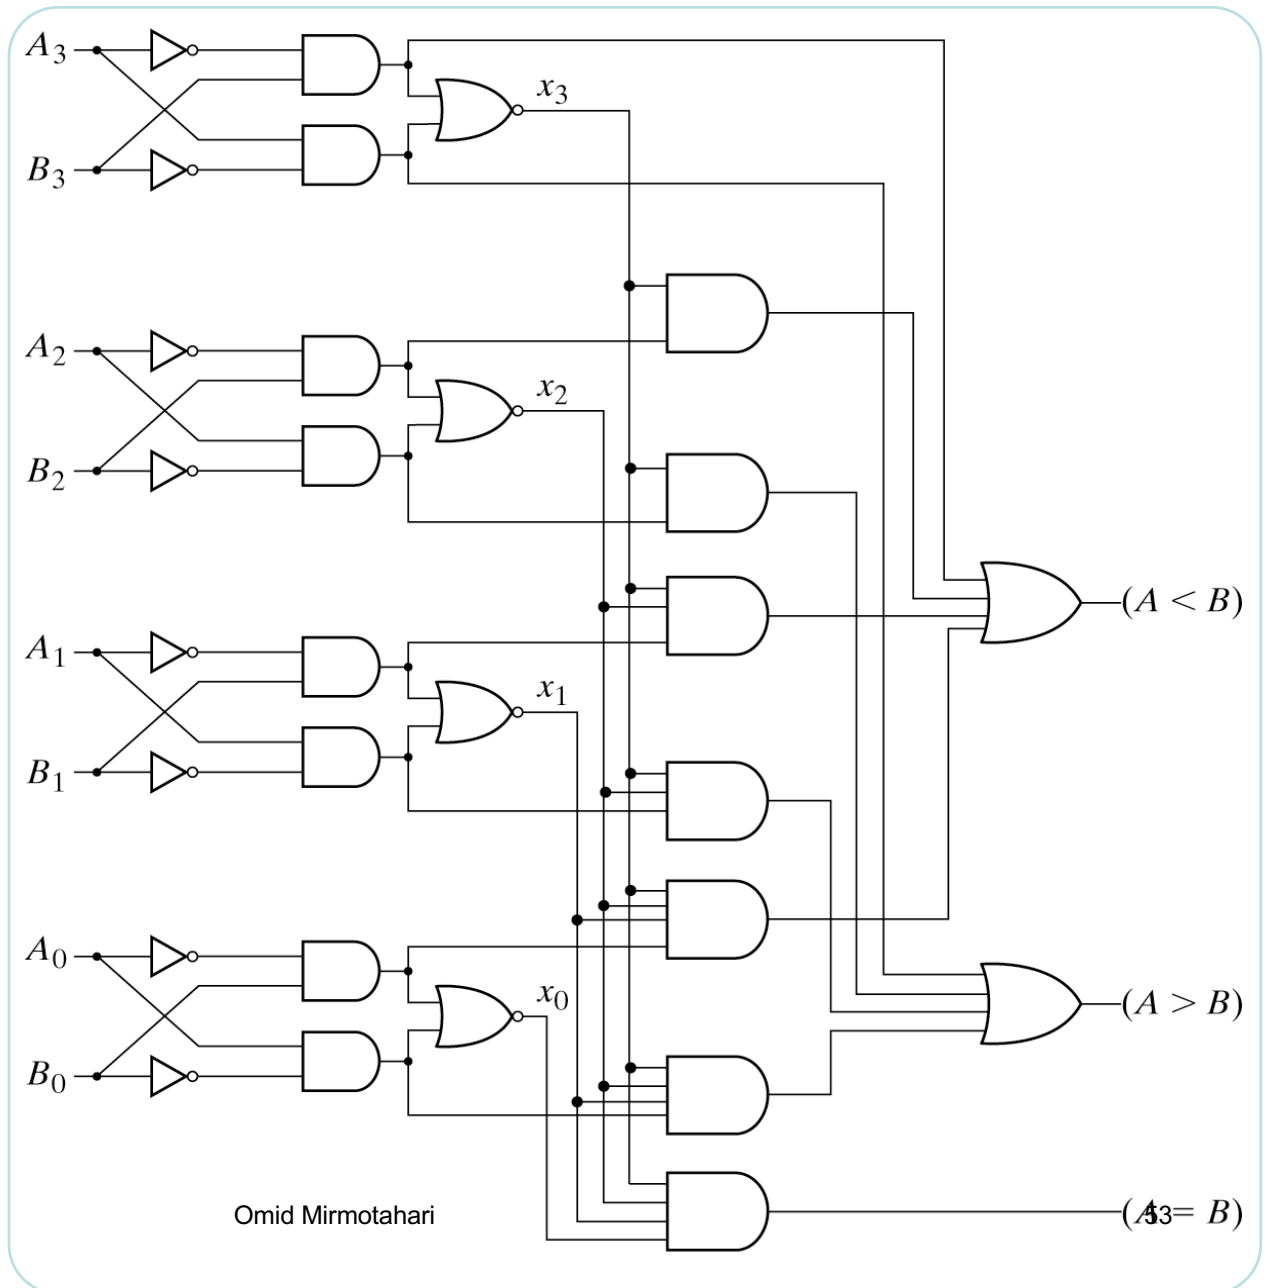 A₃
x₃
B₃
A₂
x₂
B₂
(A < B)
A₁
x₁
B₁
A₀
x₀
(A > B)
B₀
Omid Mirmotahari
(A = B)
53